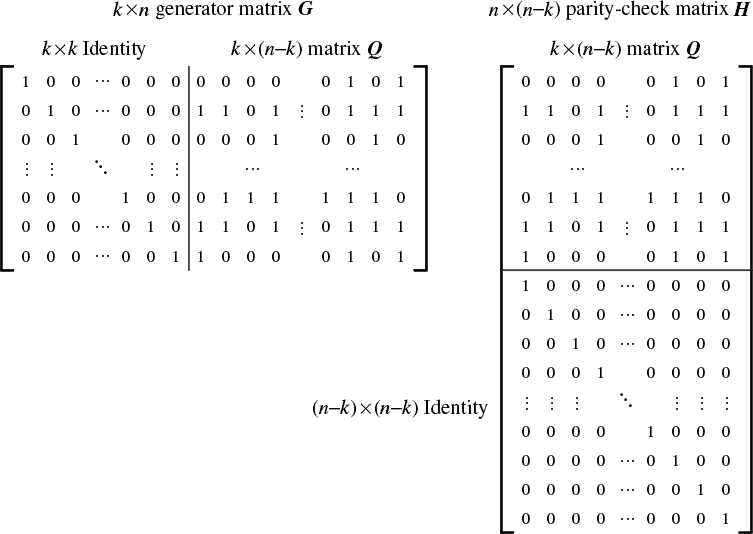 k×n generator matrix G n×(n–k) parity-check matrix H
k×k Identity k×(n–k) matrix Q k×(n–k) matrix Q
1 0 0 ··· 0 0 0 0 0 0 0 0 1 0 1 0 0 0 0 0 1 0 1
0 1 0 ··· 0 0 0 1 1 0 1 ⋮ 0 1 1 1 1 1 0 1 ⋮ 0 1 1 1
0 0 1 0 0 0 0 0 0 1 0 0 1 0 0 0 0 1 0 0 1 0
⋮ ⋮ ⋱ ⋮ ⋮ ··· ··· ··· ···
0 0 0 1 0 0 0 1 1 1 1 1 1 0 0 1 1 1 1 1 1 0
0 0 0 ··· 0 1 0 1 1 0 1 ⋮ 0 1 1 1 1 1 0 1 ⋮ 0 1 1 1
0 0 0 ··· 0 0 1 1 0 0 0 0 1 0 1 1 0 0 0 0 1 0 1
1 0 0 0 ··· 0 0 0 0
0 1 0 0 ··· 0 0 0 0
0 0 1 0 ··· 0 0 0 0
0 0 0 1 0 0 0 0
(n–k)×(n–k) Identity ⋮ ⋮ ⋮ ⋱ ⋮ ⋮ ⋮
0 0 0 0 1 0 0 0
0 0 0 0 ··· 0 1 0 0
0 0 0 0 ··· 0 0 1 0
0 0 0 0 ··· 0 0 0 1